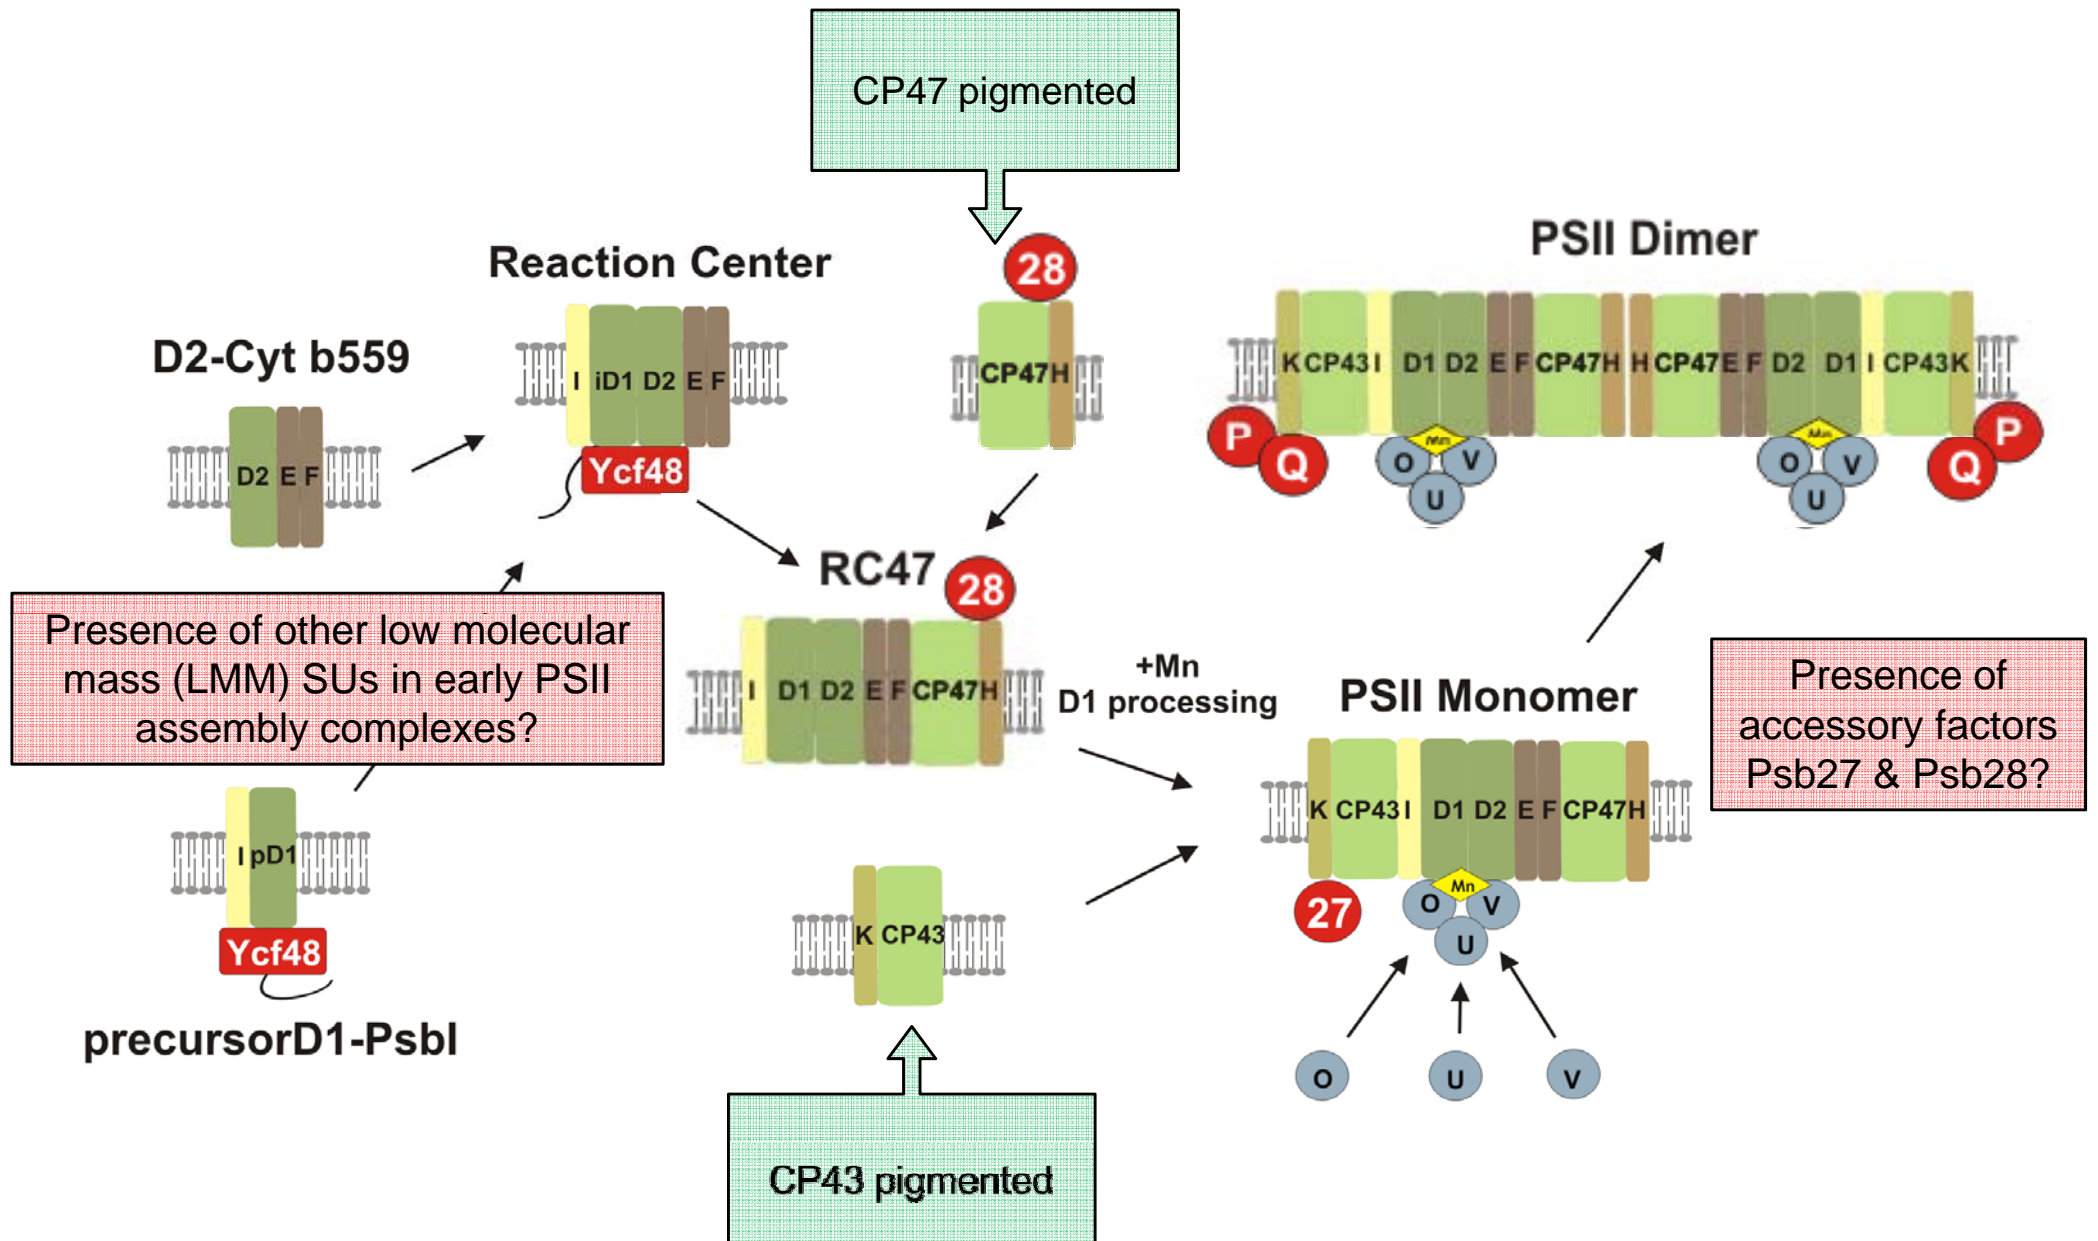 CP47 pigmented
Reaction Center
28
PSII Dimer
D2-Cyt b559
I iD1 D2 E F
Ycf48
CP47 H
K CP43 I D1 D2 E F CP47 H H CP47 E F D2 D1 I CP43 K
P Q
Mn
O V
U
Mn
O V
U
P
Q
D2 E F
RC47
28
Presence of other low molecular
mass (LMM) SUs in early PSII
assembly complexes?
I D1 D2 E F CP47 H
+Mn
D1 processing
PSII Monomer
Presence of
accessory factors
Psb27 & Psb28?
K CP43 I D1 D2 E F CP47 H
27
Mn
O V
U
I pD1
Ycf48
precursorD1-PsbI
K CP43
O U V
CP43 pigmented